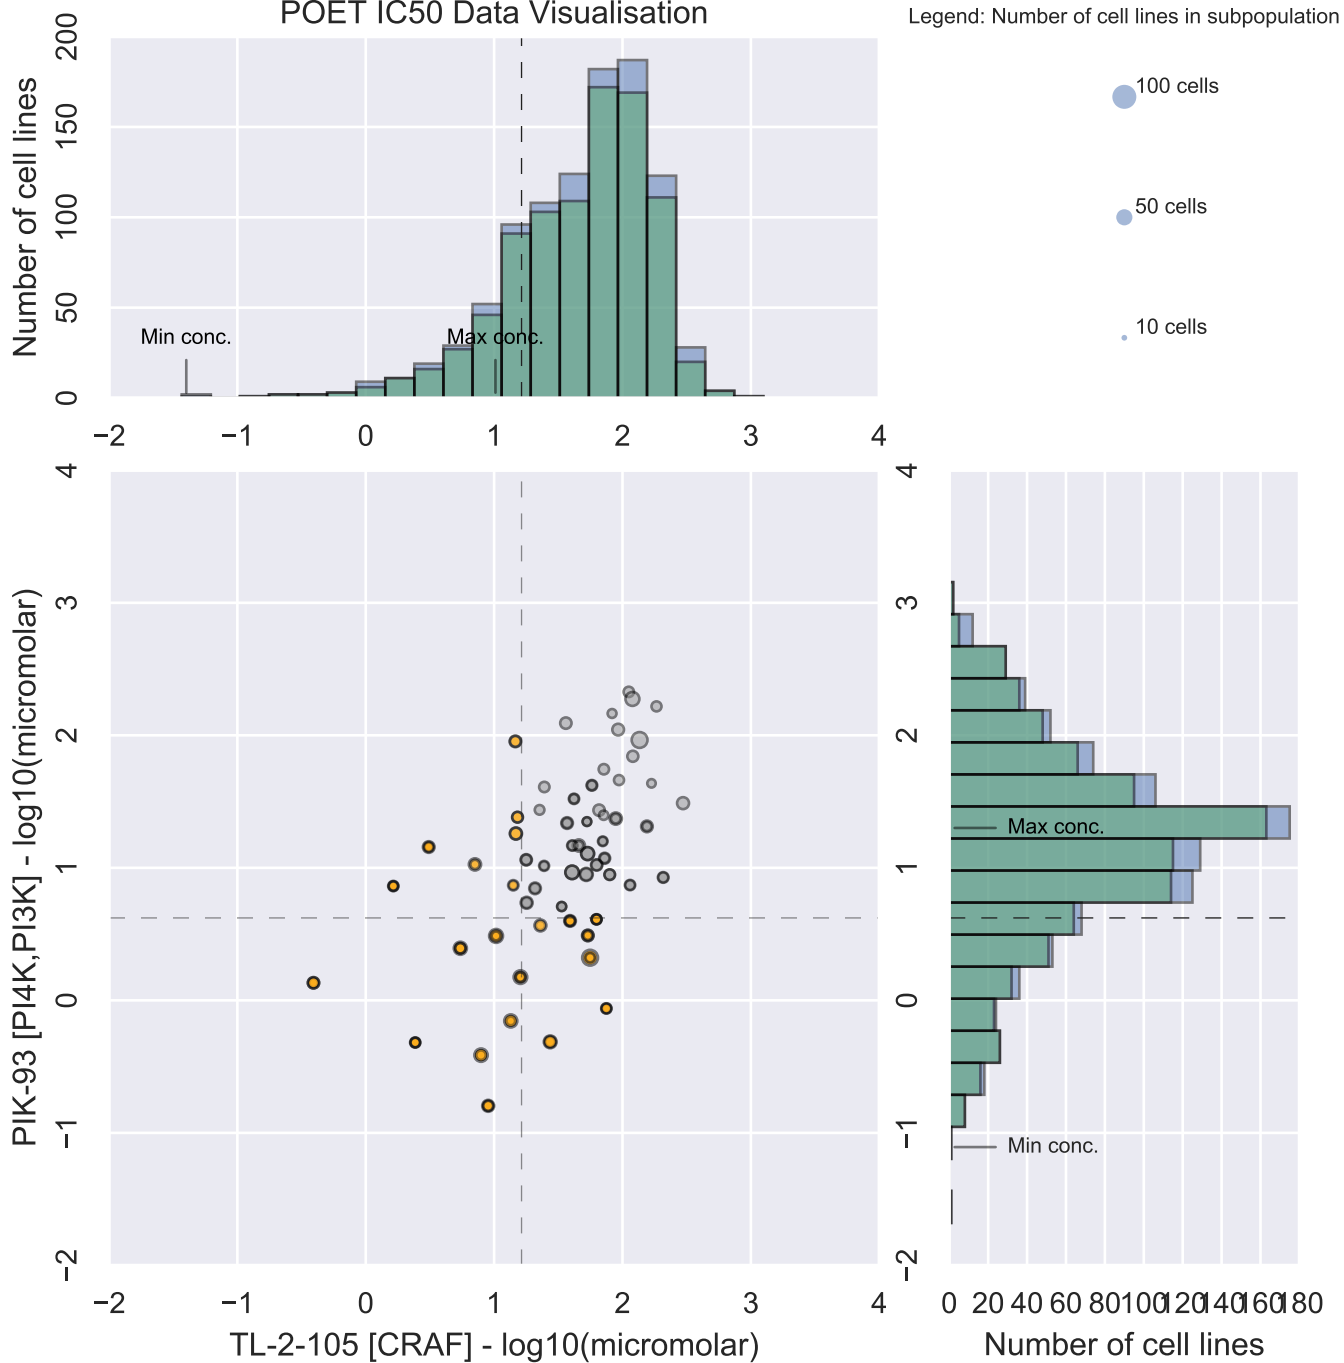 POET IC50 Data Visualisation
Legend: Number of cell lines in subpopulation
100 cells
50 cells
10 cells
Number of cell lines
200
150
100
50
0
Min conc.
Max conc.
−2 −1 0 1 2 3 4
PIK-93 [PI4K,PI3K] - log10(micromolar)
4
3
2
1
0
−1
−2
−2 −1 0 1 2 3 4
TL-2-105 [CRAF] - log10(micromolar)
4
3
2
1
0
−1
−2
Max conc.
Min conc.
0 20 40 60 80 100 120 140 160 180
Number of cell lines